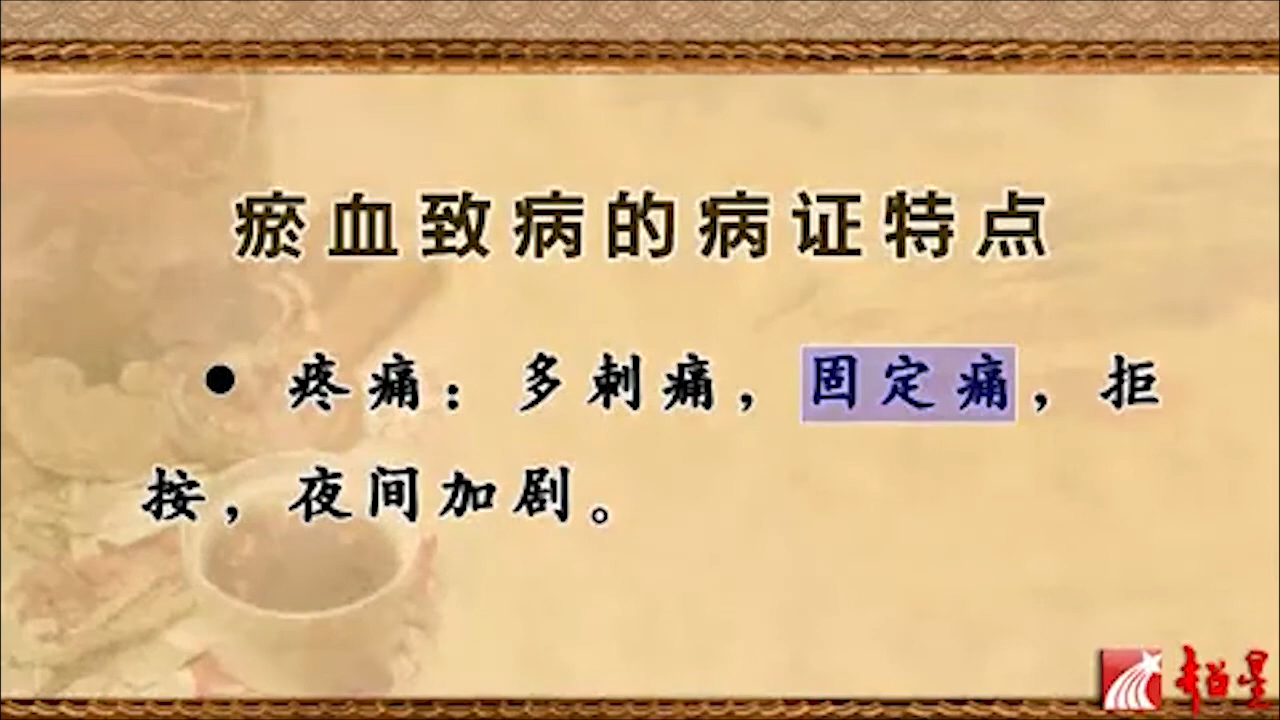 瘀血致病的病证特点
● 疼痛：多刺痛，固定痛，拒
按，夜间加剧。
超星